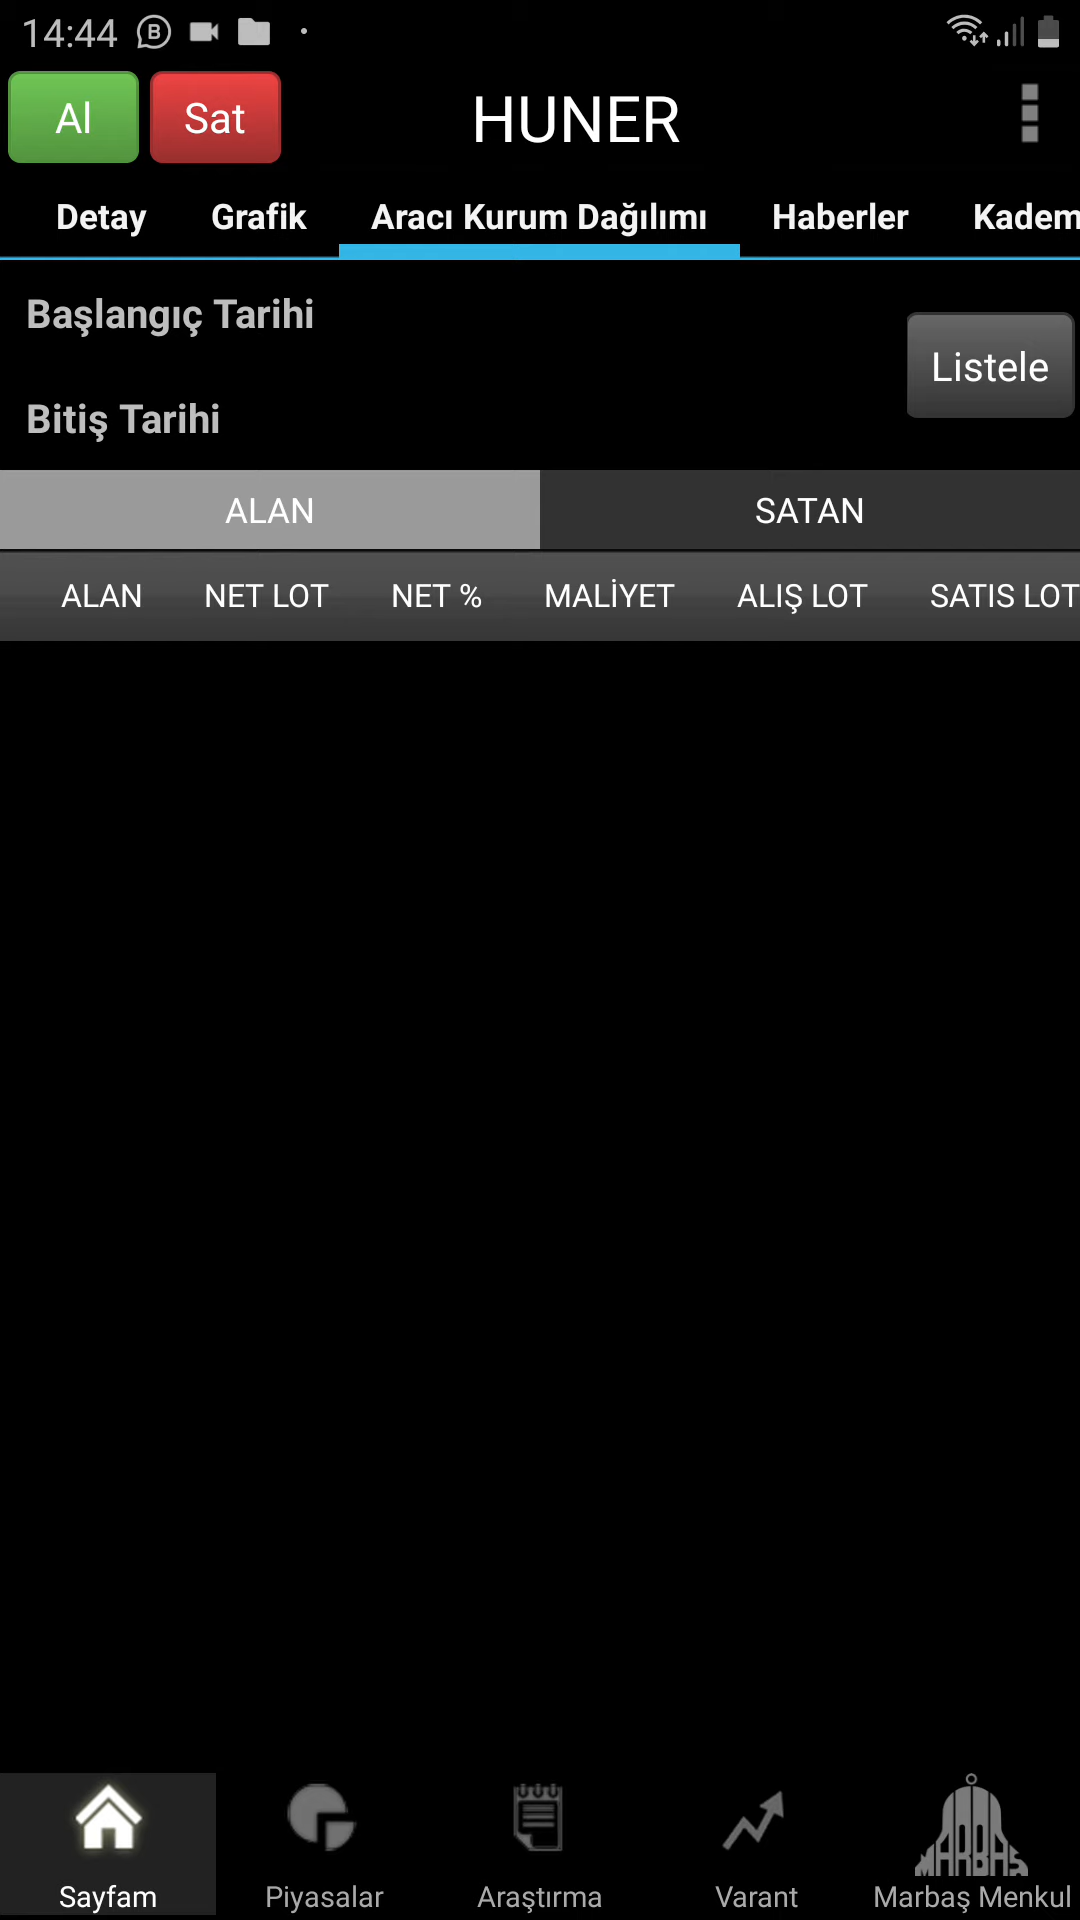 14:44
Al Sat HUNER
Detay Grafik Aracı Kurum Dağılımı Haberler Kadem
Başlangıç Tarihi
Listele
Bitiş Tarihi
ALAN SATAN
ALAN NET LOT NET % MALİYET ALIŞ LOT SATIS LOT
MARBAŞ
Sayfam Piyasalar Araştırma Varant Marbaş Menkul